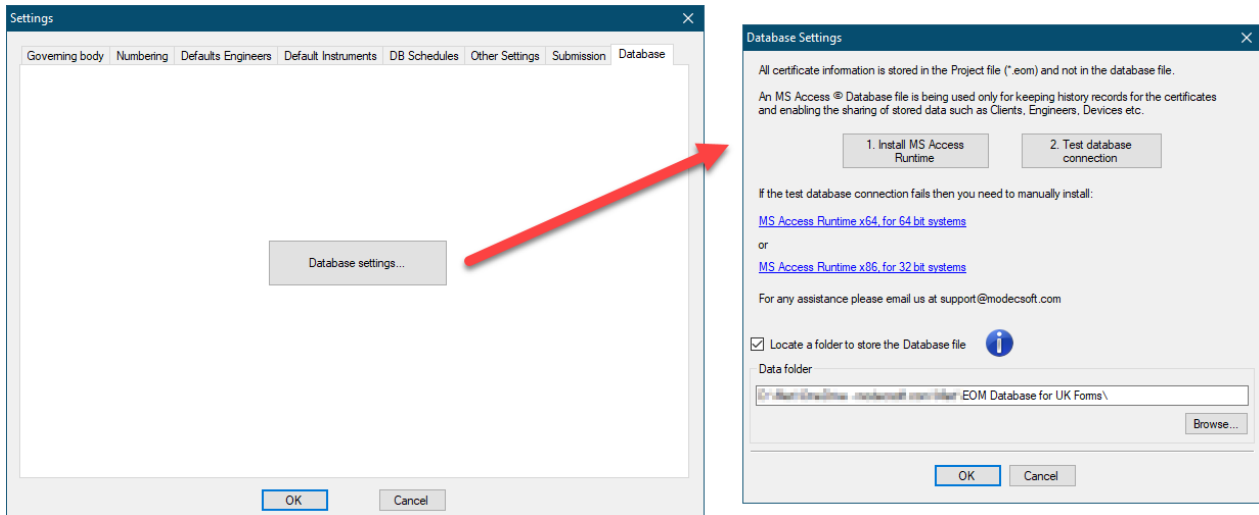 Settings
Governing body Numbering Defaults Engineers Default Instruments DB Schedules Other Settings Submission Database
Database settings...
OK Cancel
Database Settings
All certificate information is stored in the Project file (*.eom) and not in the database file.
An MS Access ® Database file is being used only for keeping history records for the certificates
and enabling the sharing of stored data such as Clients, Engineers, Devices etc.
1. Install MS Access
Runtime
2. Test database
connection
If the test database connection fails then you need to manually install:
MS Access Runtime x64, for 64 bit systems
or
MS Access Runtime x86, for 32 bit systems
For any assistance please email us at support@modecsoft.com
Locate a folder to store the Database file
Data folder
\EOM Database for UK Forms\
Browse...
OK Cancel